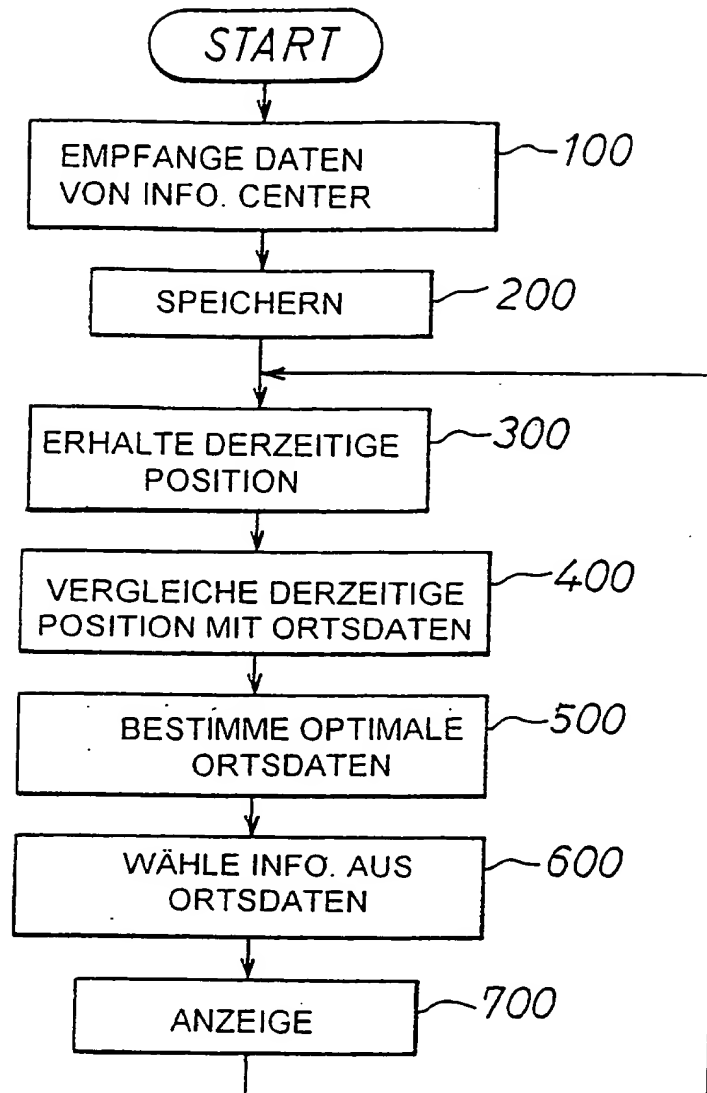 START
EMPFANGE DATEN
VON INFO. CENTER
100
SPEICHERN
200
ERHALTE DERZEITIGE
POSITION
300
VERGLEICHE DERZEITIGE
POSITION MIT ORTSDATEN
400
BESTIMME OPTIMALE
ORTSDATEN
500
WÄHLE INFO. AUS
ORTSDATEN
600
ANZEIGE
700